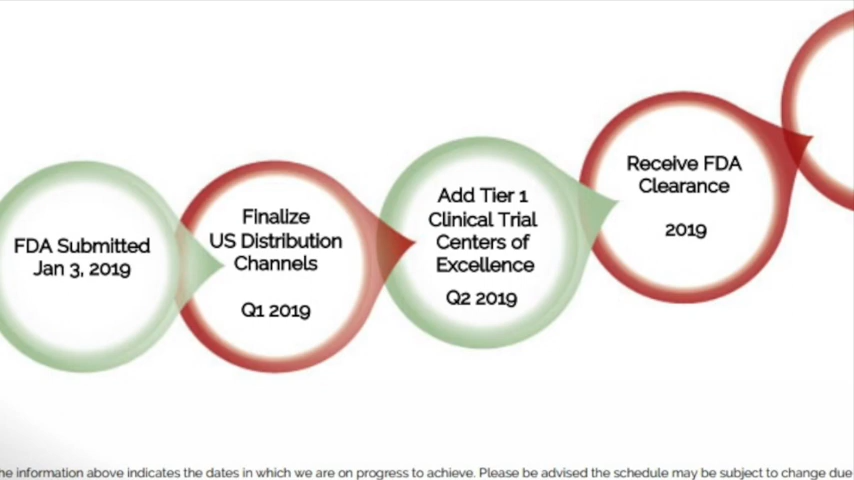 FDA Submitted
Jan 3, 2019
Finalize
US Distribution
Channels
Q1 2019
Add Tier 1
Clinical Trial
Centers of
Excellence
Q2 2019
Receive FDA
Clearance
2019
he information above indicates the dates in which we are on progress to achieve. Please be advised the schedule may be subject to change due